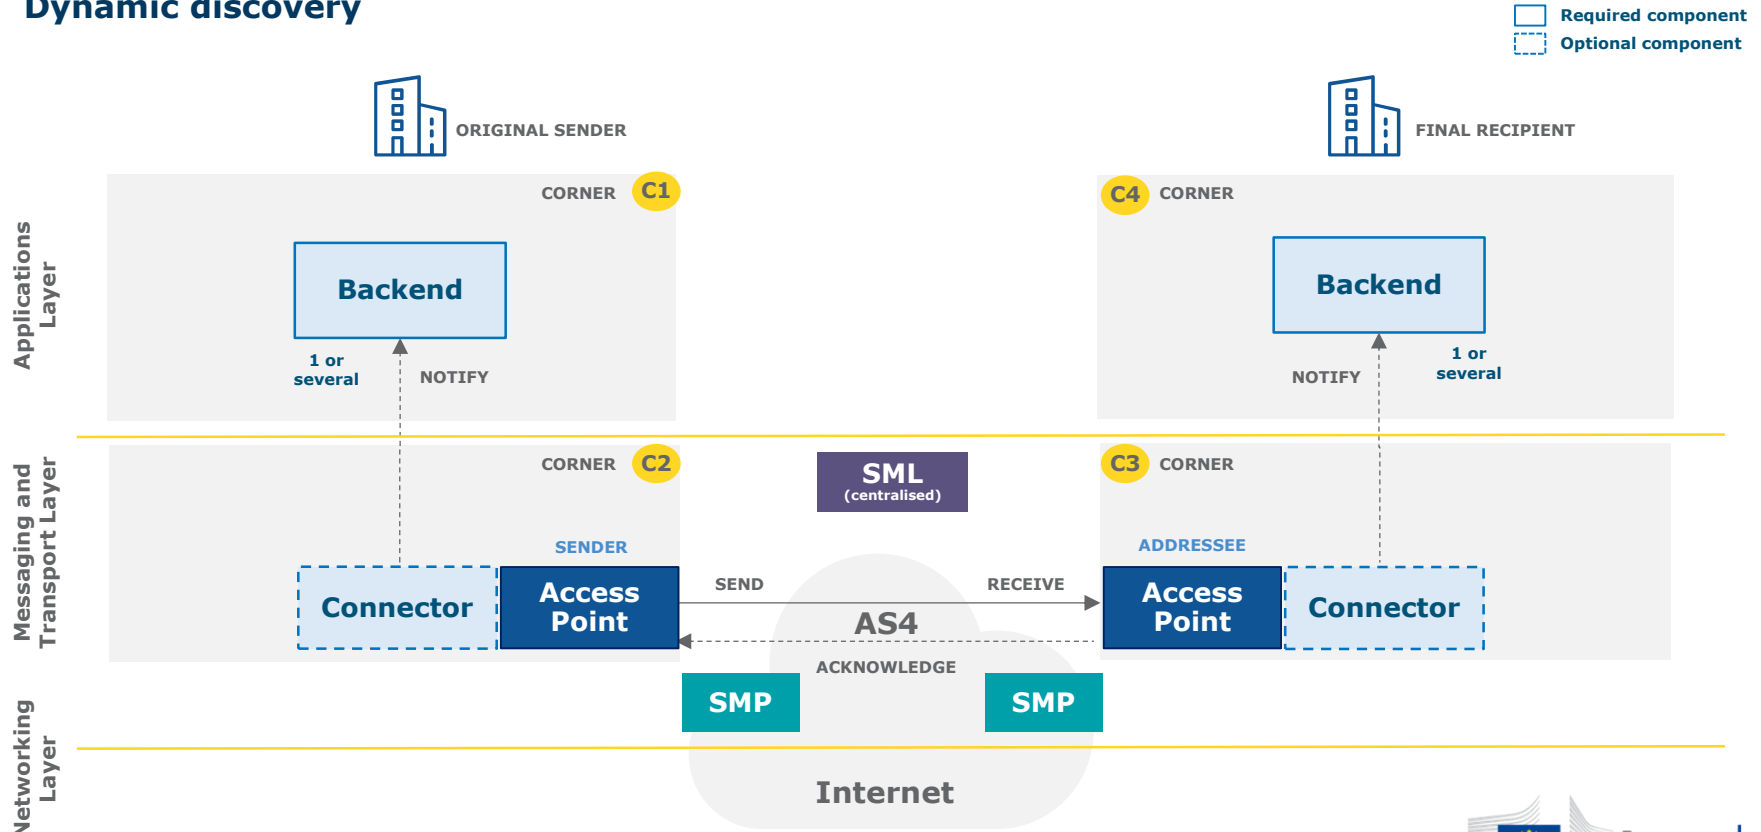 Dynamic discovery
Required component
Optional component
ORIGINAL SENDER
FINAL RECIPIENT
Applications
Layer
CORNER
C1
C4
CORNER
Backend
Backend
1 or
several
NOTIFY
NOTIFY
1 or
several
Messaging and
Transport Layer
CORNER
C2
SML
(centralised)
C3
CORNER
SENDER
ADDRESSEE
Connector
Access
Point
SEND
RECEIVE
AS4
ACKNOWLEDGE
Access
Point
Connector
SMP
SMP
Networking
Layer
Internet